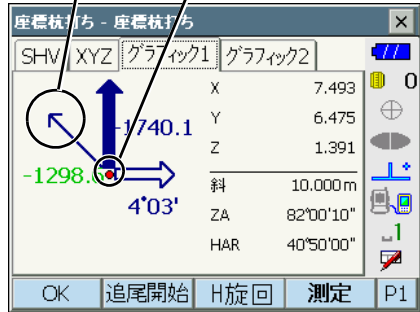 座標杭打ち - 座標杭打ち
SHV XYZ グラフィック1 グラフィック2
X 7.493
Y 6.475
Z 1.391
斜 10.000m
ZA 82°00'10"
HAR 40°50'00"
-1740.1
-1298.6
4°03'
0
1
OK 追尾開始 H旋回 測定 P1